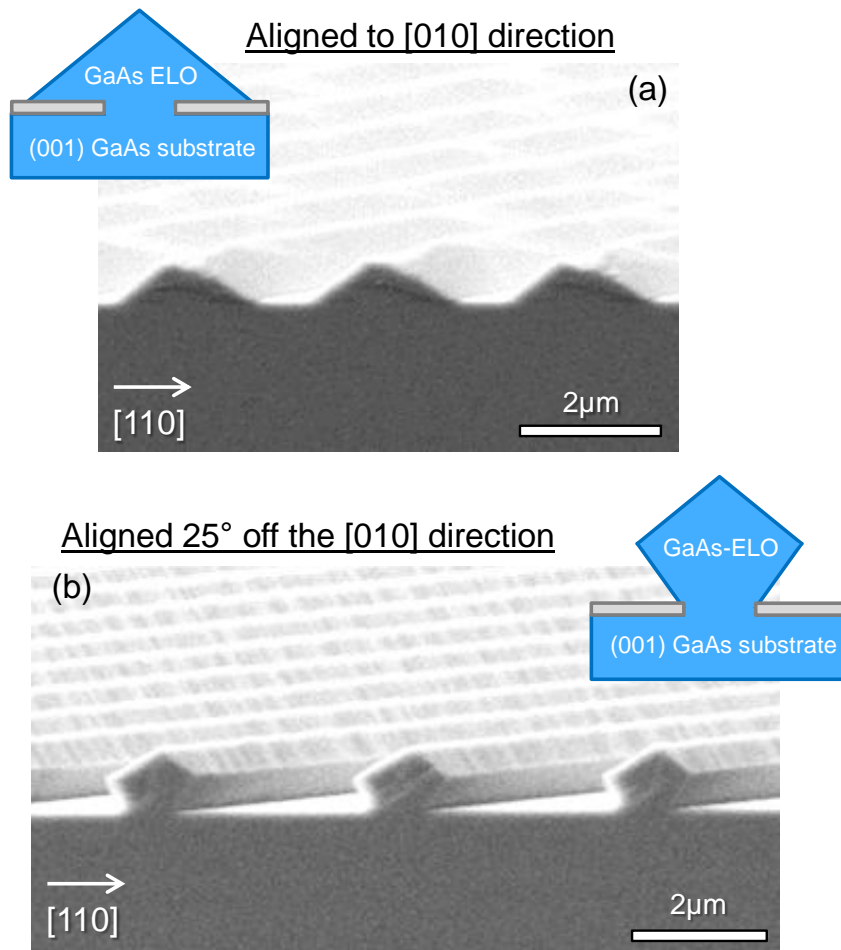 Aligned to [010] direction
GaAs ELO
(a)
(001) GaAs substrate
[110]
2μm
Aligned 25° off the [010] direction
(b)
GaAs-ELO
(001) GaAs substrate
[110]
2μm